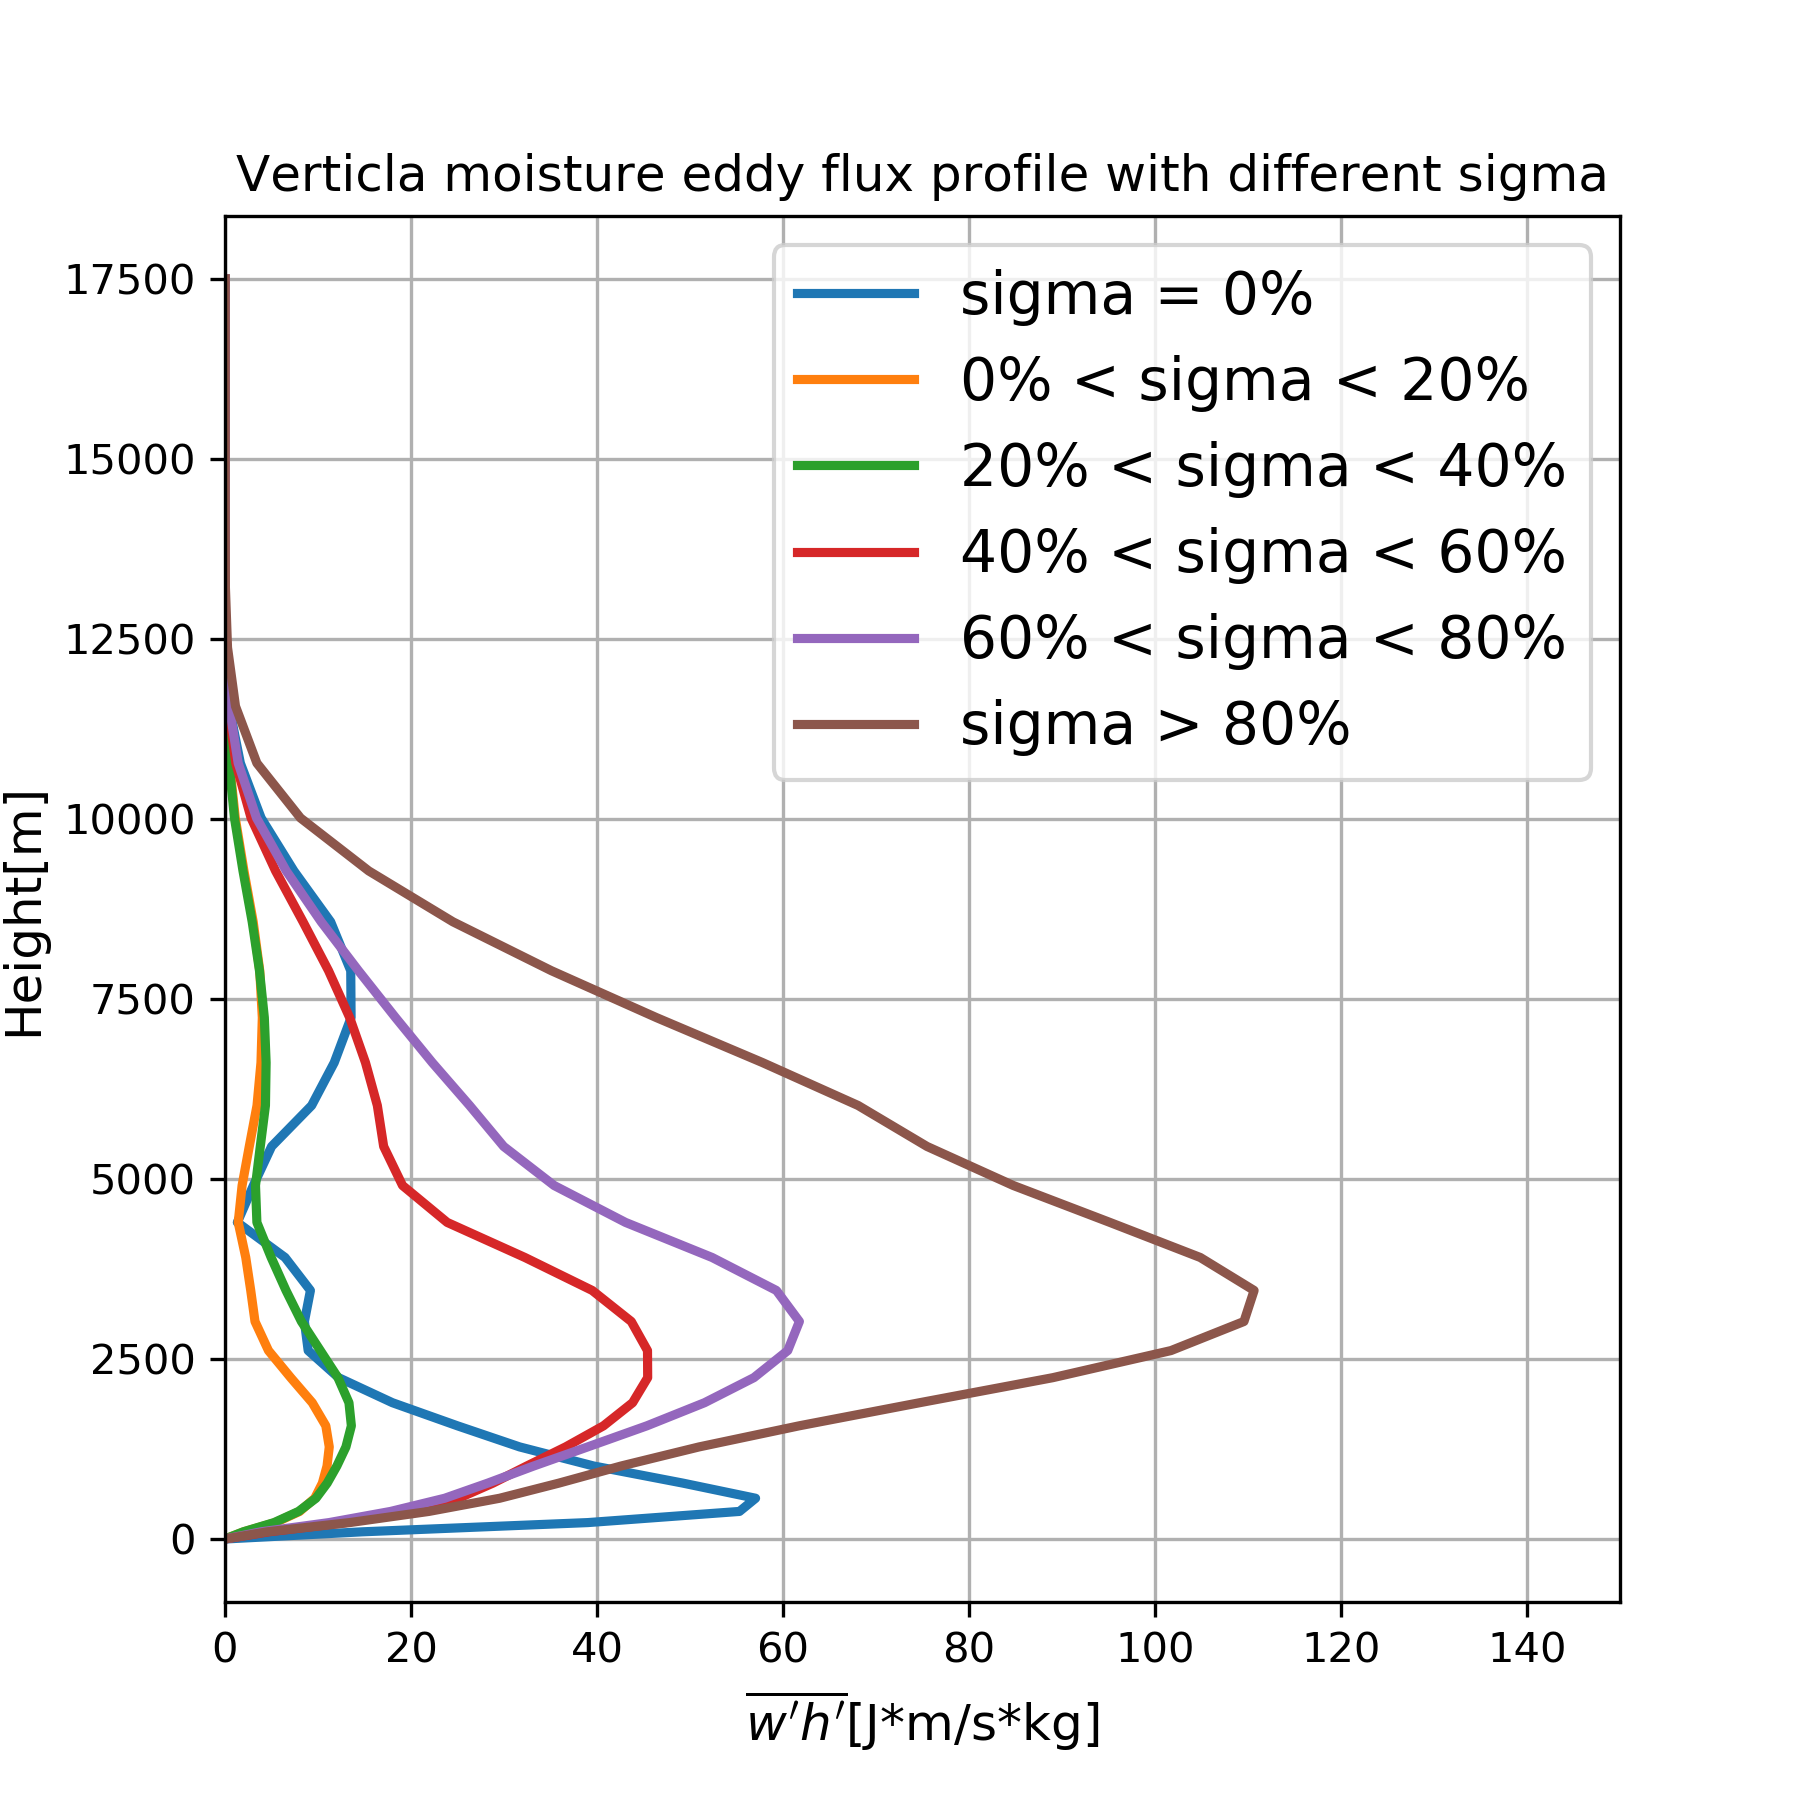 Verticla moisture eddy flux profile with different sigma
sigma = 0%
0% < sigma < 20%
20% < sigma < 40%
40% < sigma < 60%
60% < sigma < 80%
sigma > 80%
Height[m]
17500
15000
12500
10000
7500
5000
2500
0
0 20 40 60 80 100 120 140
w′h′[J*m/s*kg]